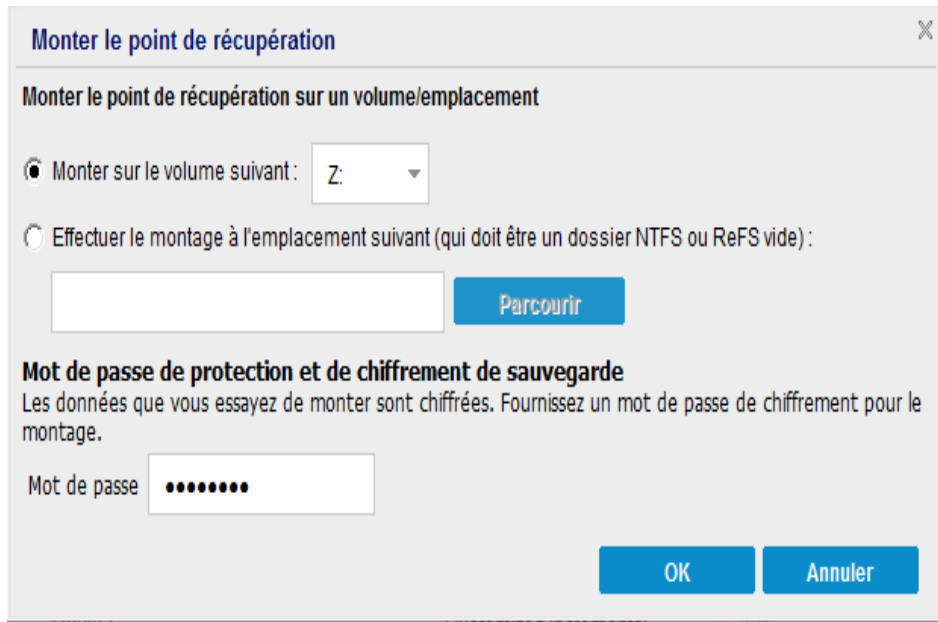 Monter le point de récupération
Monter le point de récupération sur un volume/emplacement
Monter sur le volume suivant : Z:
Effectuer le montage à l'emplacement suivant (qui doit être un dossier NTFS ou ReFS vide) :
Parcourir
Mot de passe de protection et de chiffrement de sauvegarde
Les données que vous essayez de monter sont chiffrées. Fournissez un mot de passe de chiffrement pour le
montage.
Mot de passe ••••••••
OK Annuler